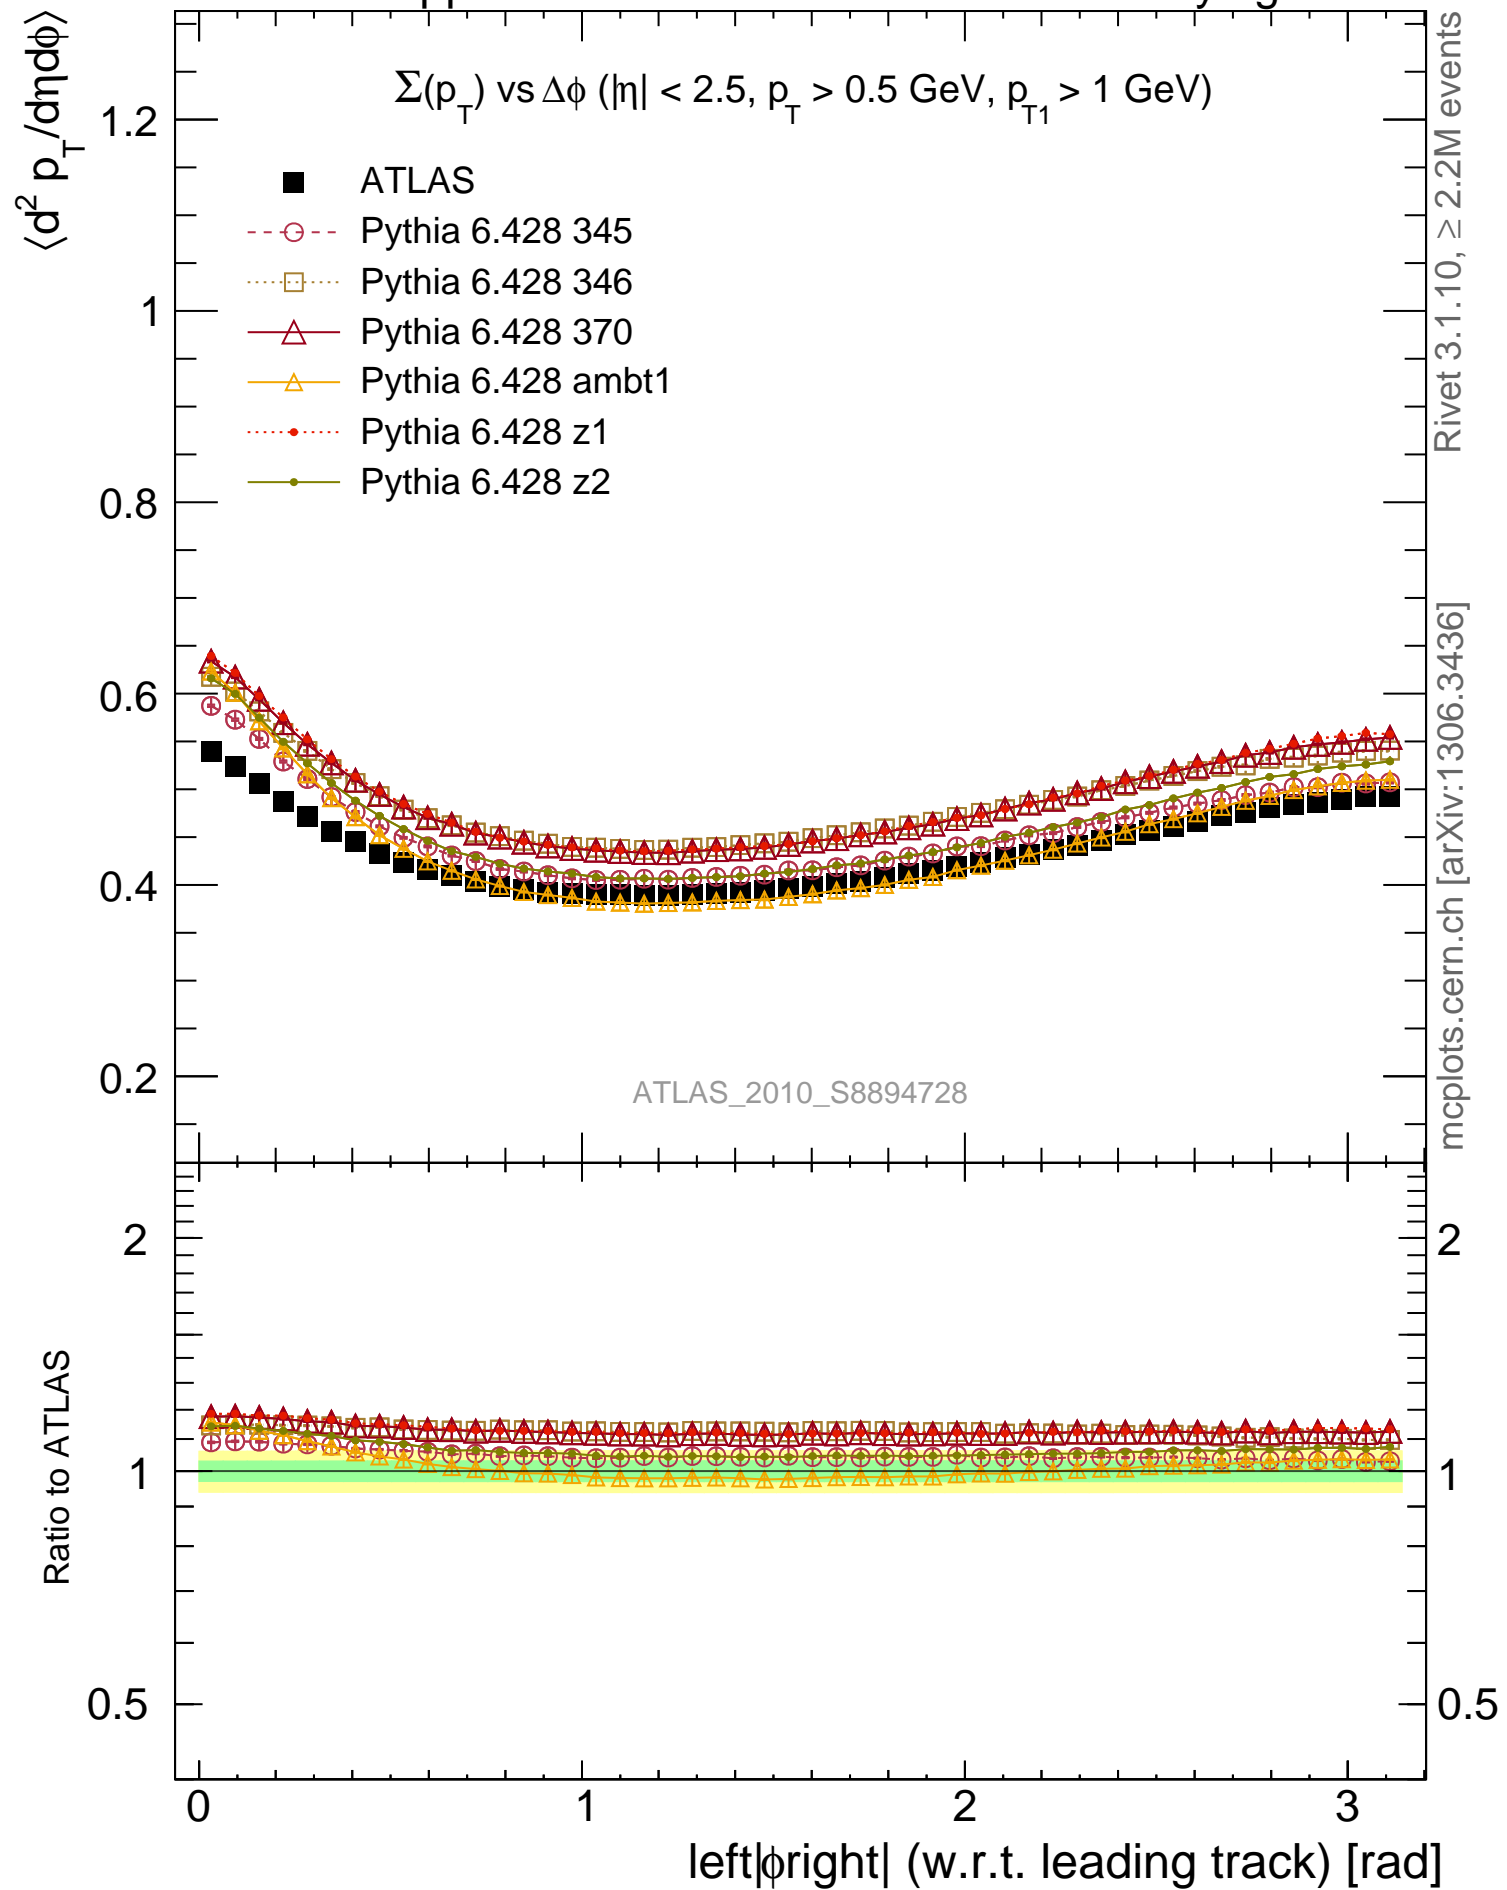 ⟨d² p_T/dηdϕ⟩
Σ(p_T) vs Δϕ (|η| < 2.5, p_T > 0.5 GeV, p_T1 > 1 GeV)
ATLAS
Pythia 6.428 345
Pythia 6.428 346
Pythia 6.428 370
Pythia 6.428 ambt1
Pythia 6.428 z1
Pythia 6.428 z2
1.2
1
0.8
0.6
0.4
0.2
ATLAS_2010_S8894728
Rivet 3.1.10, ≥ 2.2M events
mcplots.cern.ch [arXiv:1306.3436]
Ratio to ATLAS
2
1
0.5
2
1
0.5
0
1
2
3
left|ϕright| (w.r.t. leading track) [rad]